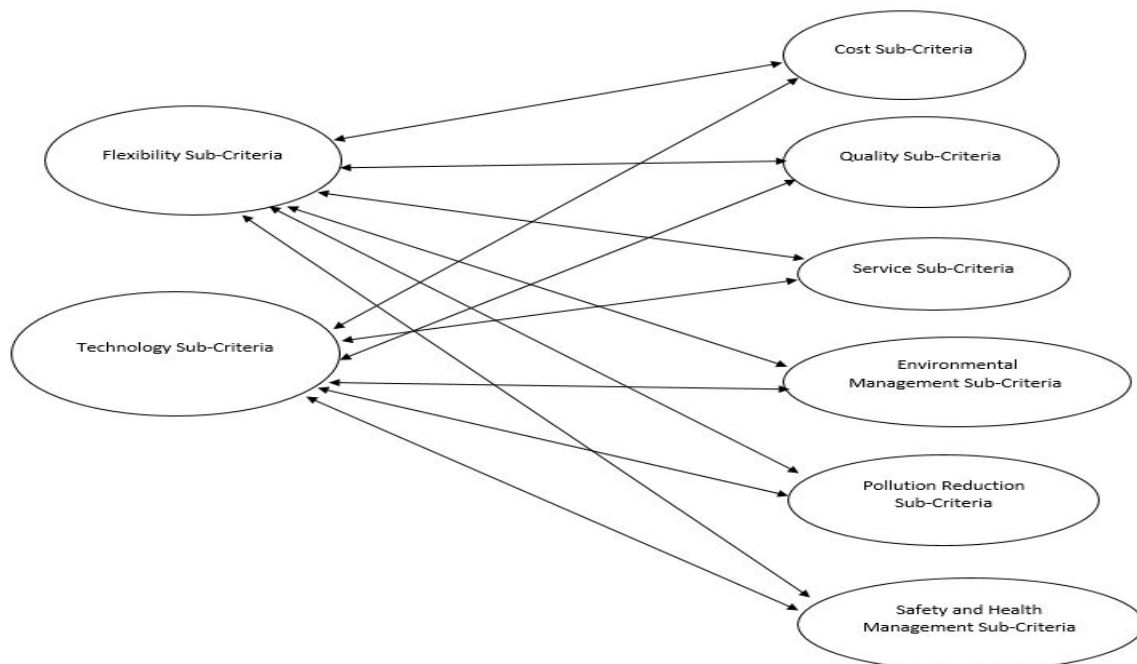 Cost Sub-Criteria
Flexibility Sub-Criteria
Quality Sub-Criteria
Service Sub-Criteria
Technology Sub-Criteria
Environmental
Management Sub-Criteria
Pollution Reduction
Sub-Criteria
Safety and Health
Management Sub-Criteria